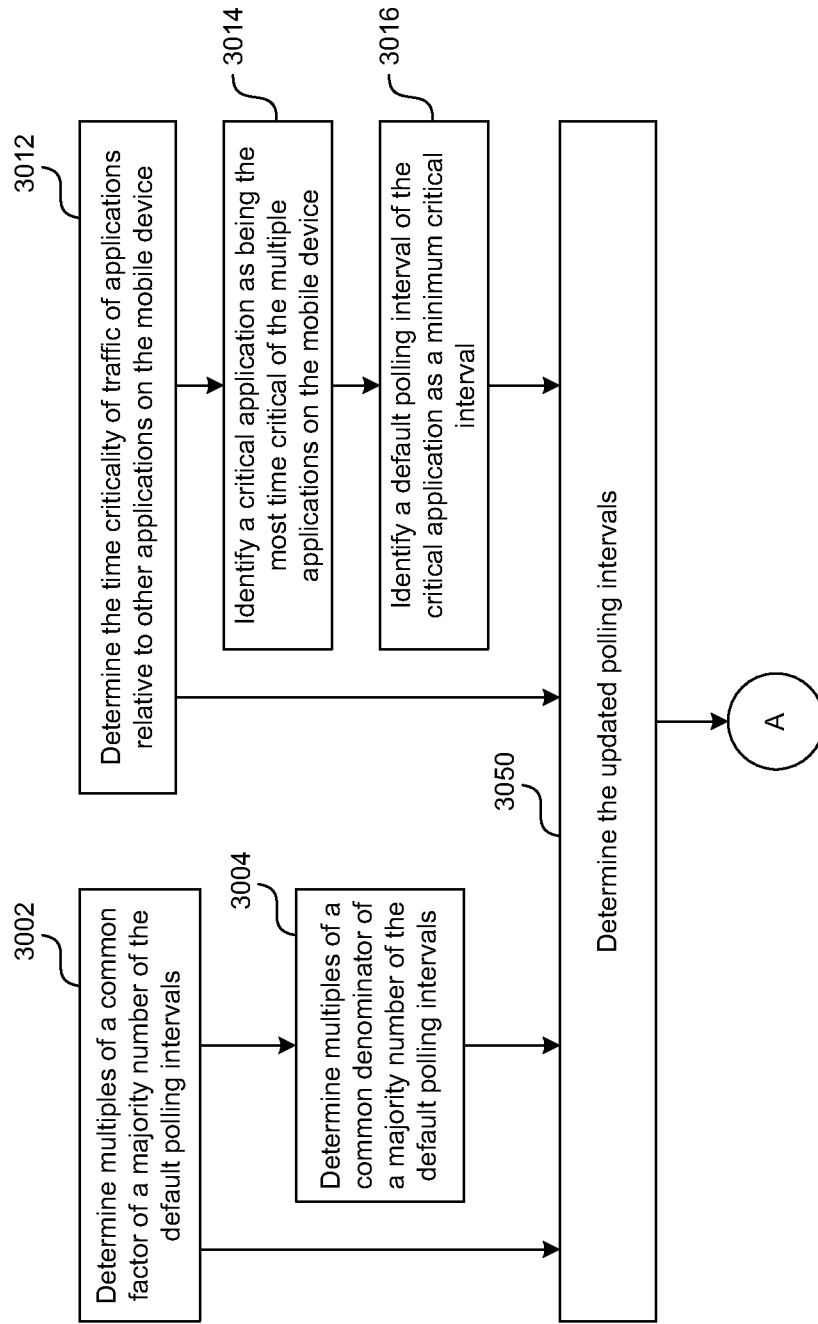 3002
Determine multiples of a common
factor of a majority number of the
default polling intervals
3004
Determine multiples of a
common denominator of
a majority number of the
default polling intervals
3012
Determine the time criticality of traffic of applications
relative to other applications on the mobile device
3014
Identify a critical application as being the
most time critical of the multiple
applications on the mobile device
3016
Identify a default polling interval of the
critical application as a minimum critical
interval
3050
Determine the updated polling intervals
A